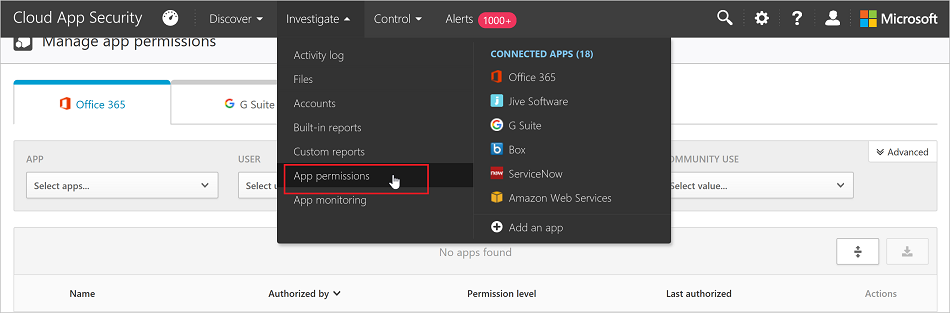 Cloud App Security Discover Investigate Control Alerts 1000+ ? Microsoft
Manage app permissions
Activity log
Files
Accounts
Built-in reports
Custom reports
App permissions
App monitoring
CONNECTED APPS (18)
Office 365
Jive Software
G Suite
Box
now ServiceNow
Amazon Web Services
Add an app
Office 365 G Suite
APP USER OMMUNITY USE Advanced
Select apps... Select u elect value...
No apps found
Name Authorized by Permission level Last authorized Actions